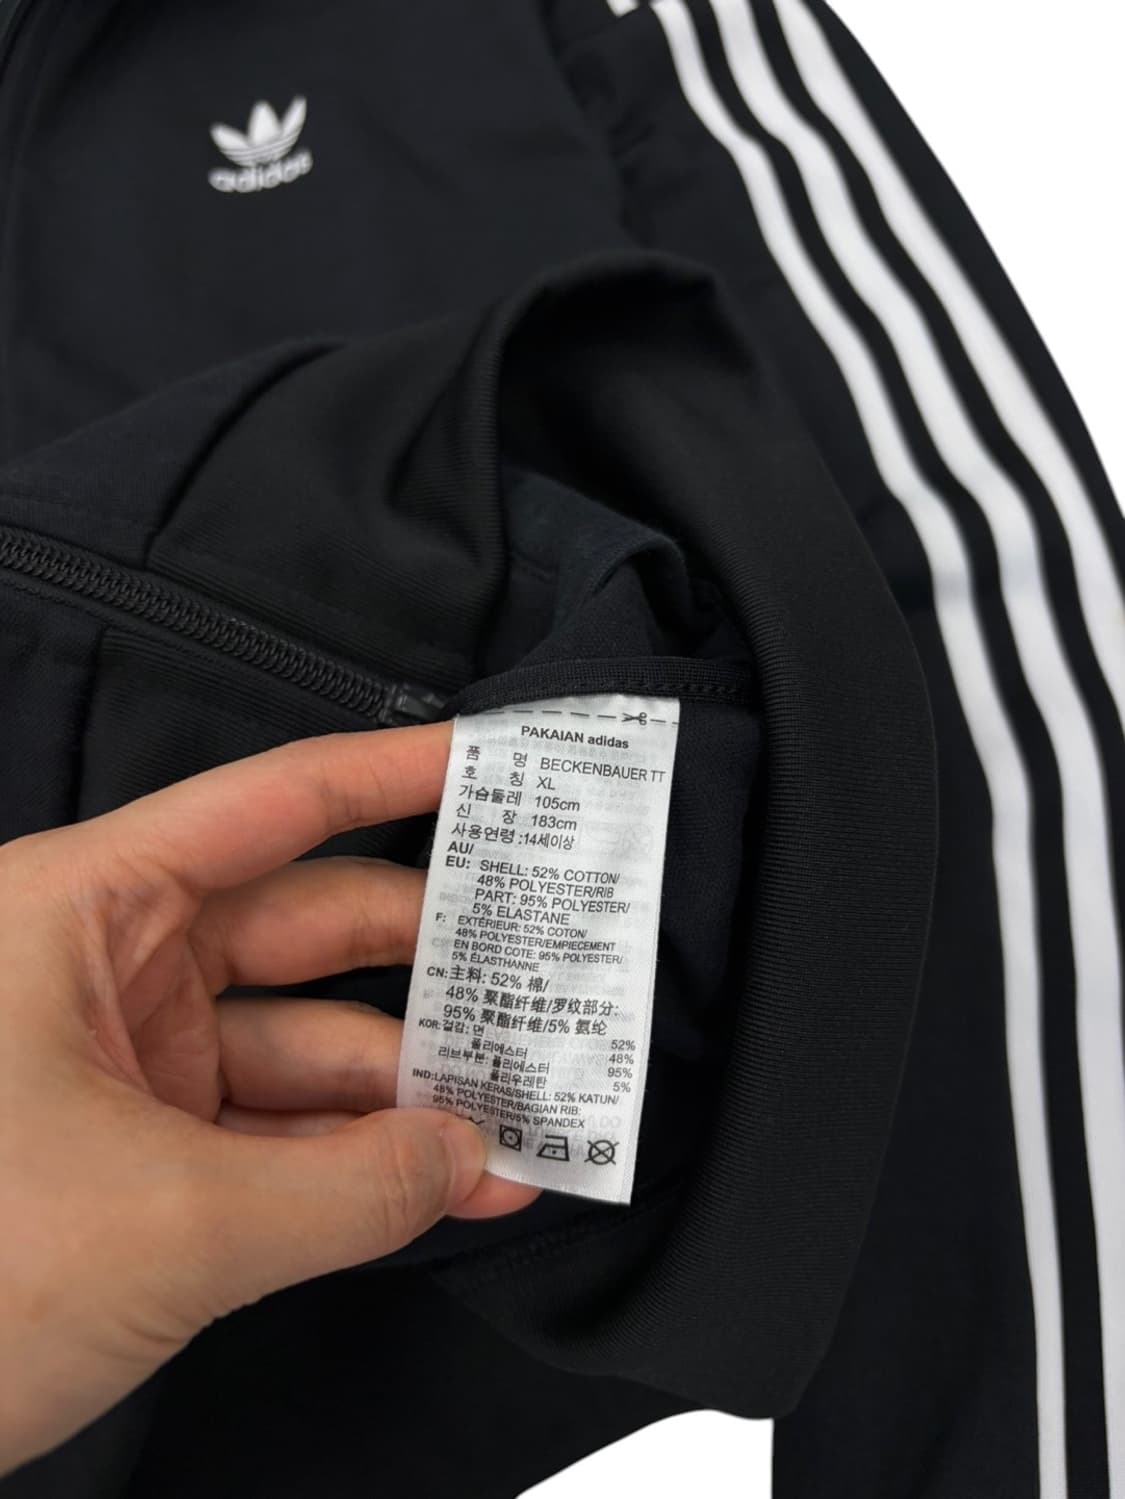 adidas
PAKAIAN adidas
품 명 BECKENBAUER TT
호 칭 XL
가슴둘레 105cm
신 장 183cm
사용연령 :14세이상
AU/
EU: SHELL: 52% COTTON/
48% POLYESTER/RIB
PART: 95% POLYESTER/
5% ELASTANE
F: EXTÉRIEUR: 52% COTON/
48% POLYESTER/EMPIECEMENT
EN BORD COTE: 95% POLYESTER/
5% ÉLASTHANNE
CN: 主料: 52% 棉/
48% 聚酯纤维/罗纹部分:
95% 聚酯纤维/5% 氨纶
KOR:겉감: 면 52%
폴리에스터 48%
리브부분: 폴리에스터 95%
폴리우레탄 5%
IND:LAPISAN KERAS/SHELL: 52% KATUN/
48% POLYESTER/BAGIAN RIB:
95% POLYESTER/5% SPANDEX